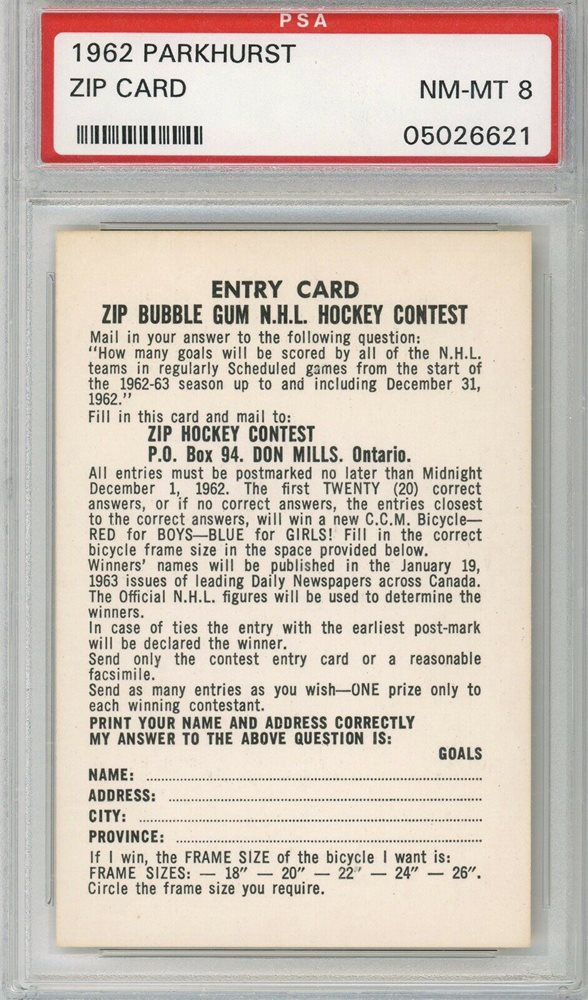 PSA
1962 PARKHURST
ZIP CARD
NM-MT 8
05026621
ENTRY CARD
ZIP BUBBLE GUM N.H.L. HOCKEY CONTEST
Mail in your answer to the following question:
"How many goals will be scored by all of the N.H.L.
teams in regularly Scheduled games from the start of
the 1962-63 season up to and including December 31,
1962."
Fill in this card and mail to:
ZIP HOCKEY CONTEST
P.O. Box 94. DON MILLS. Ontario.
All entries must be postmarked no later than Midnight
December 1, 1962. The first TWENTY (20) correct
answers, or if no correct answers, the entries closest
to the correct answers, will win a new C.C.M. Bicycle—
RED for BOYS—BLUE for GIRLS! Fill in the correct
bicycle frame size in the space provided below.
Winners' names will be published in the January 19,
1963 issues of leading Daily Newspapers across Canada.
The Official N.H.L. figures will be used to determine the
winners.
In case of ties the entry with the earliest post-mark
will be declared the winner.
Send only the contest entry card or a reasonable
facsimile.
Send as many entries as you wish—ONE prize only to
each winning contestant.
PRINT YOUR NAME AND ADDRESS CORRECTLY
MY ANSWER TO THE ABOVE QUESTION IS:
GOALS
NAME:
ADDRESS:
CITY:
PROVINCE:
If I win, the FRAME SIZE of the bicycle I want is:
FRAME SIZES: — 18" — 20" — 22" — 24" — 26".
Circle the frame size you require.